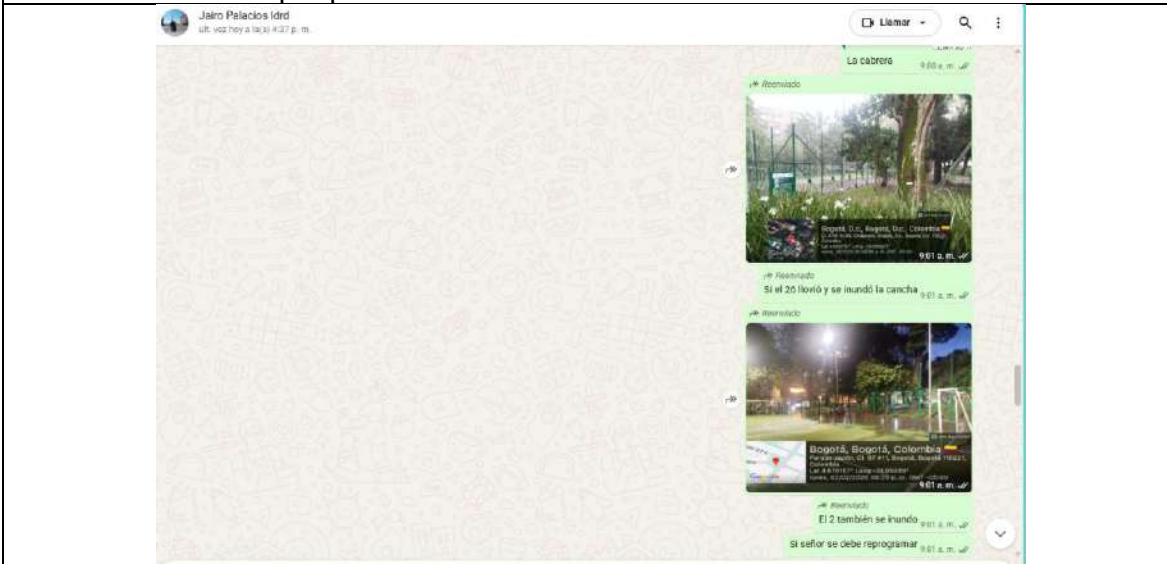 Jairo Palacios Idrd
últ. vez hoy a la(s) 4:37 p. m.
Llamar
La cabrera
9:00 a. m.
Reenviado
Bogotá, D.c., Bogotá, D.c., Colombia
9:01 a. m.
Reenviado
Si el 26 llovió y se inundó la cancha
9:01 a. m.
Reenviado
Bogotá, Bogotá, Colombia
Colombia
9:01 a. m.
Reenviado
El 2 también se inundo
9:01 a. m.
Si señor se debe reprogramar
9:01 a. m.